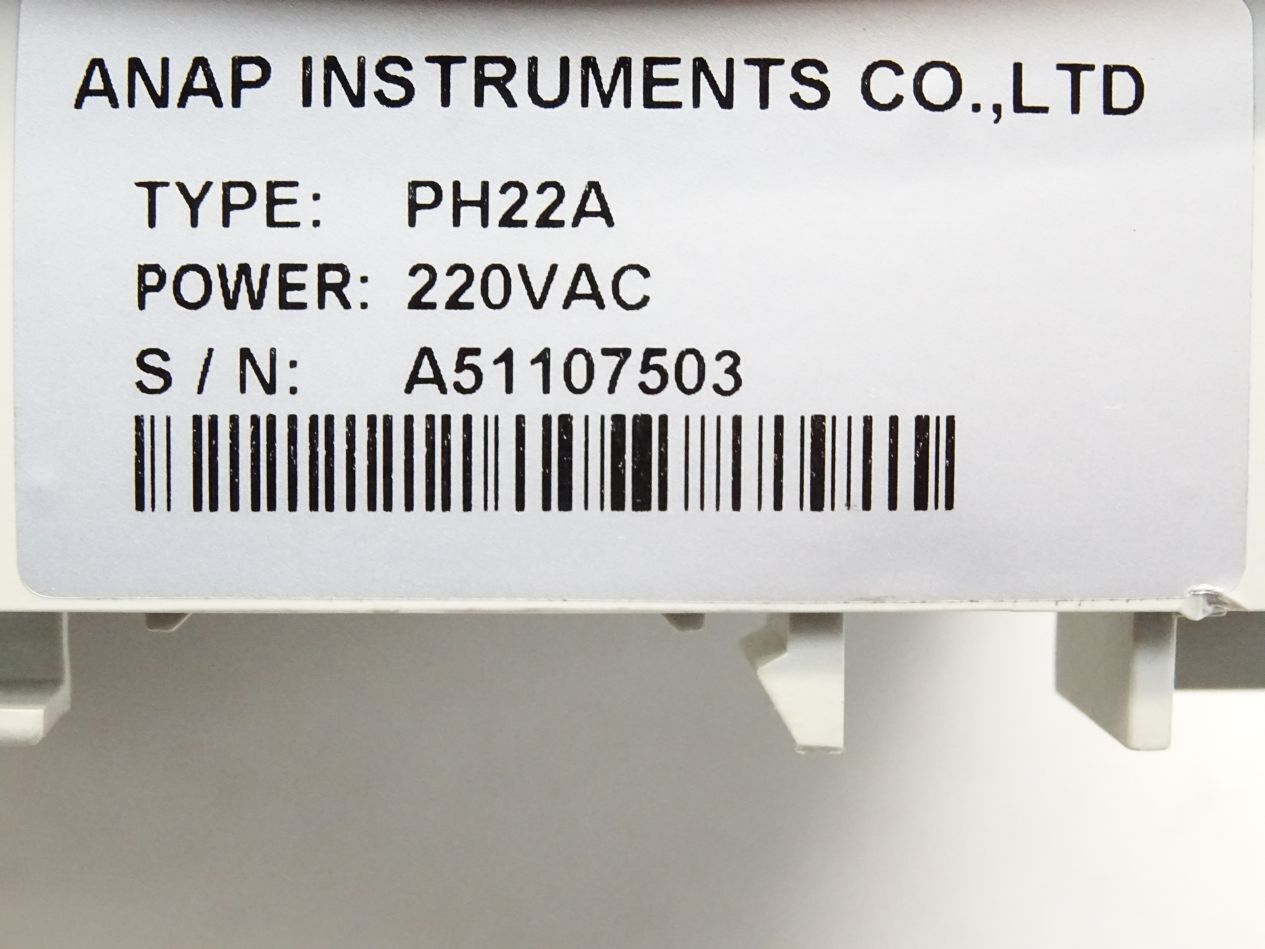 ANAP INSTRUMENTS CO.,LTD
TYPE: PH22A
POWER: 220VAC
S / N: A51107503